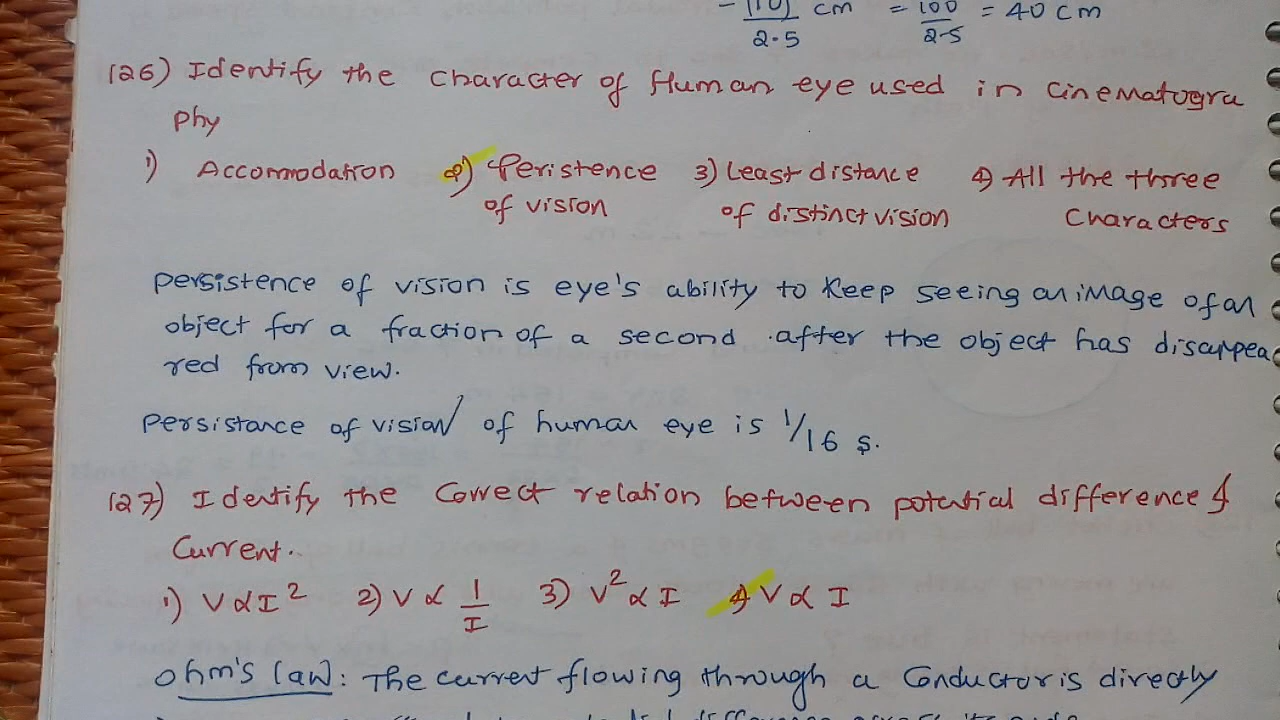 - (10) cm = 100 = 40 cm
2.5 2.5
126) Identify the character of Human eye used in cinematogra
phy
1) Accommodation 2) Peristence 3) Least distance 4) All the three
of vision of distinct vision Characters
Persistence of vision is eye's ability to keep seeing an image of an
object for a fraction of a second after the object has disappea
red from view.
Persistance of vision of human eye is 1/16 s.
127) Identify the Correct relation between potential difference &
Current.
1) V ∝ I² 2) V ∝ 1/I 3) V² ∝ I 4) V ∝ I
Ohm's law: The current flowing through a Conductor is directly